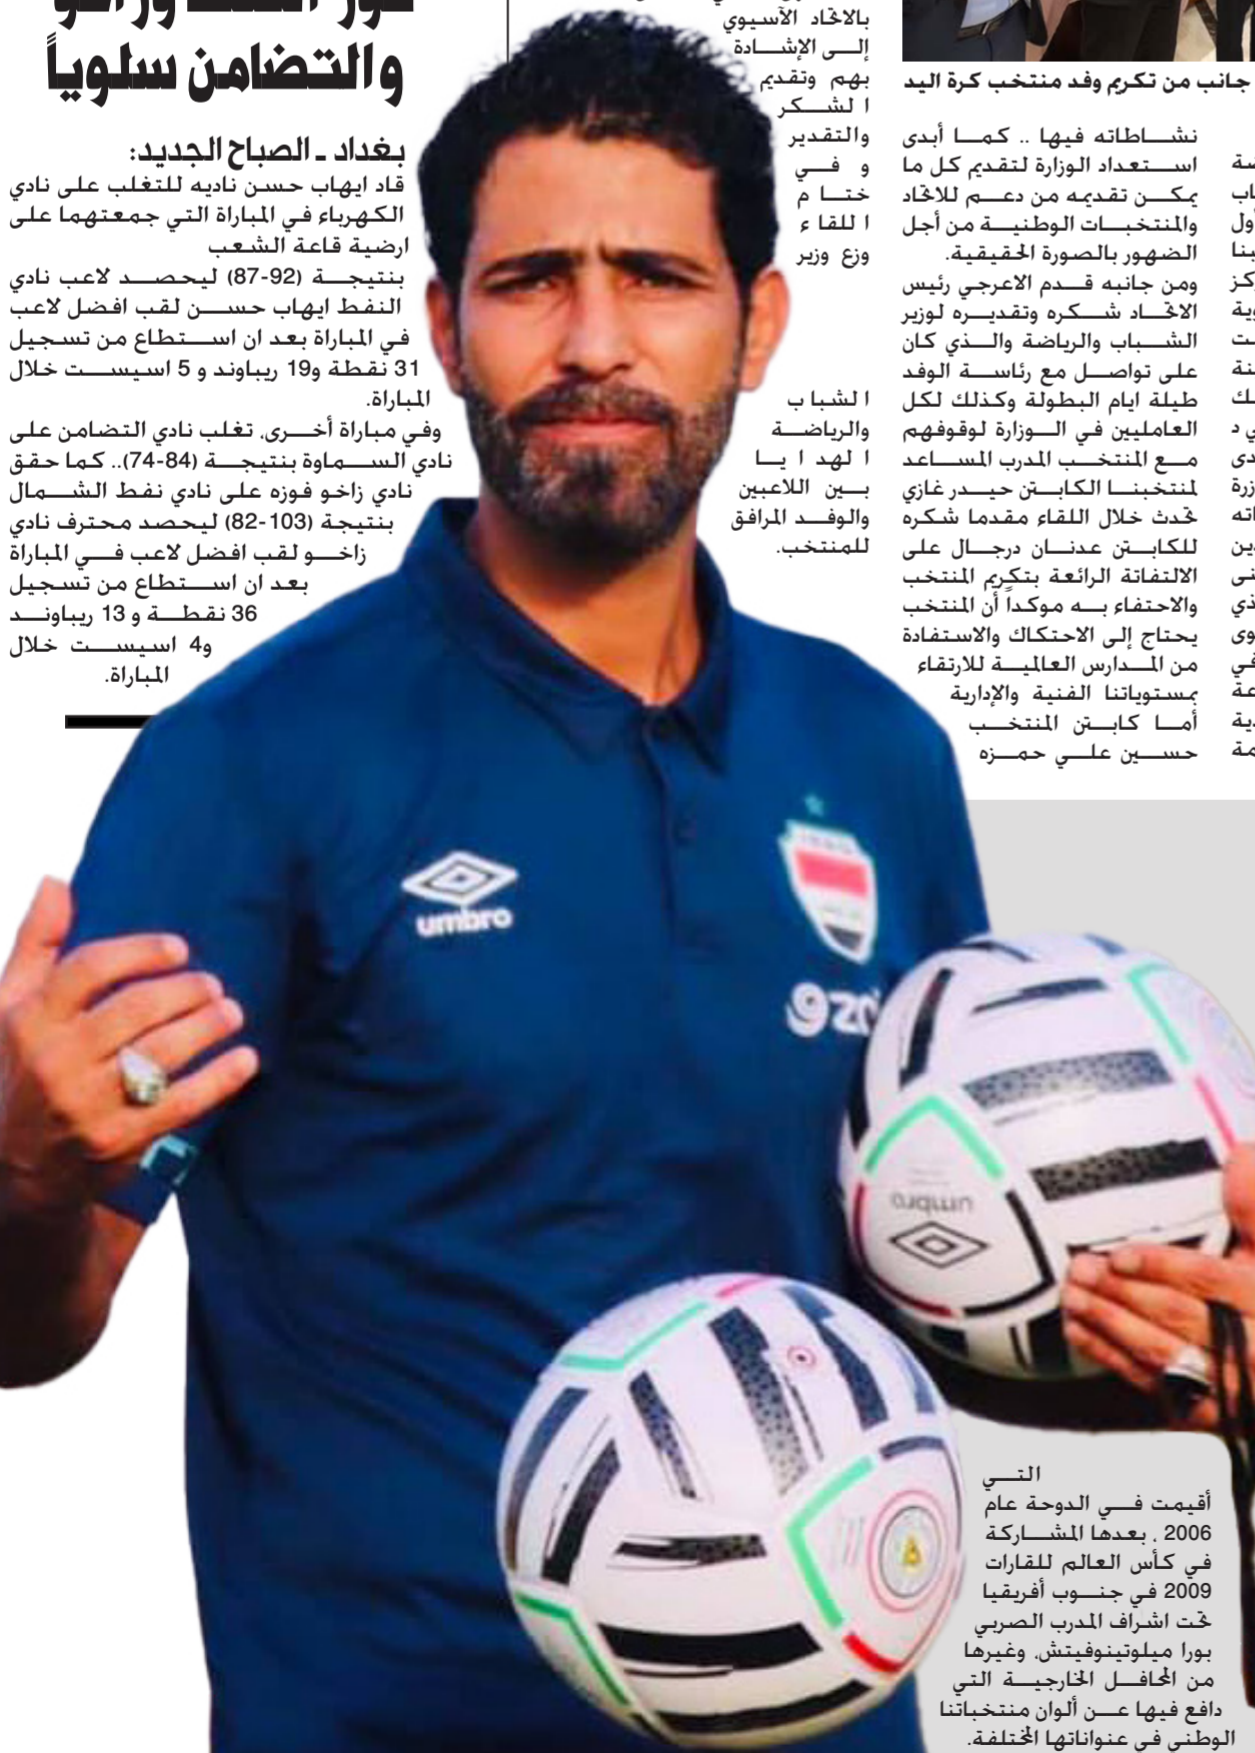 والتضامن سلوياً
بغداد ـ الصباح الجديد:
قاد ايهاب حسن ناديه للتغلب على نادي
الكهرباء في المباراة التي جمعتهما على
ارضية قاعة الشعب
بنتيجة (92-87) ليحصد لاعب نادي
النفط ايهاب حسن لقب افضل لاعب
في المباراة بعد ان استطاع من تسجيل
31 نقطة و19 ريباوند و 5 اسيست خلال
المباراة.
وفي مباراة أخرى، تغلب نادي التضامن على
نادي السماوة بنتيجة (84-74).. كما حقق
نادي زاخو فوزه على نادي نفط الشمال
بنتيجة (103-82) ليحصد محترف نادي
زاخو لقب افضل لاعب في المباراة
بعد ان استطاع من تسجيل
36 نقطة و 13 ريباوند
و4 اسيست خلال
المباراة.
جانب من تكريم وفد منتخب كرة اليد
نشاطاته فيها .. كما أبدى
استعداد الوزارة لتقديم كل ما
يمكن تقديمه من دعم للاتحاد
والمنتخبات الوطنية من أجل
الضهور بالصورة الحقيقية.
ومن جانبه قدم الاعرجي رئيس
الاتحاد شكره وتقديره لوزير
الشباب والرياضة والذي كان
على تواصل مع رئاسة الوفد
طيلة ايام البطولة وكذلك لكل
العامليين في الوزارة لوقوفهم
مع المنتخب المدرب المساعد
لمنتخبنا الكابتن حيدر غازي
تحدث خلال اللقاء مقدما شكره
للكابتن عدنان درجال على
الالتفاتة الرائعة بتكريم المنتخب
والاحتفاء به موكداً أن المنتخب
يحتاج إلى الاحتكاك والاستفادة
من المدارس العالمية للارتقاء
بمستوياتنا الفنية والإدارية
أما كابتن المنتخب
حسين علي حمزه
بالاتحاد الآسيوي
إلى الإشادة
بهم وتقديم
الشكر
والتقدير
وفي
ختام
اللقاء
وزع وزير
الشباب
والرياضة
الهدايا
بين اللاعبين
والوفد المرافق
للمنتخب.
umbro
umbro
التي
أقيمت في الدوحة عام
2006 ، بعدها المشاركة
في كأس العالم للقارات
2009 في جنوب أفريقيا
تحت اشراف المدرب الصربي
بورا ميلوتينوفيتش، وغيرها
من المحافل الخارجية التي
دافع فيها عن ألوان منتخباتنا
الوطني في عنواناتها المختلفة.